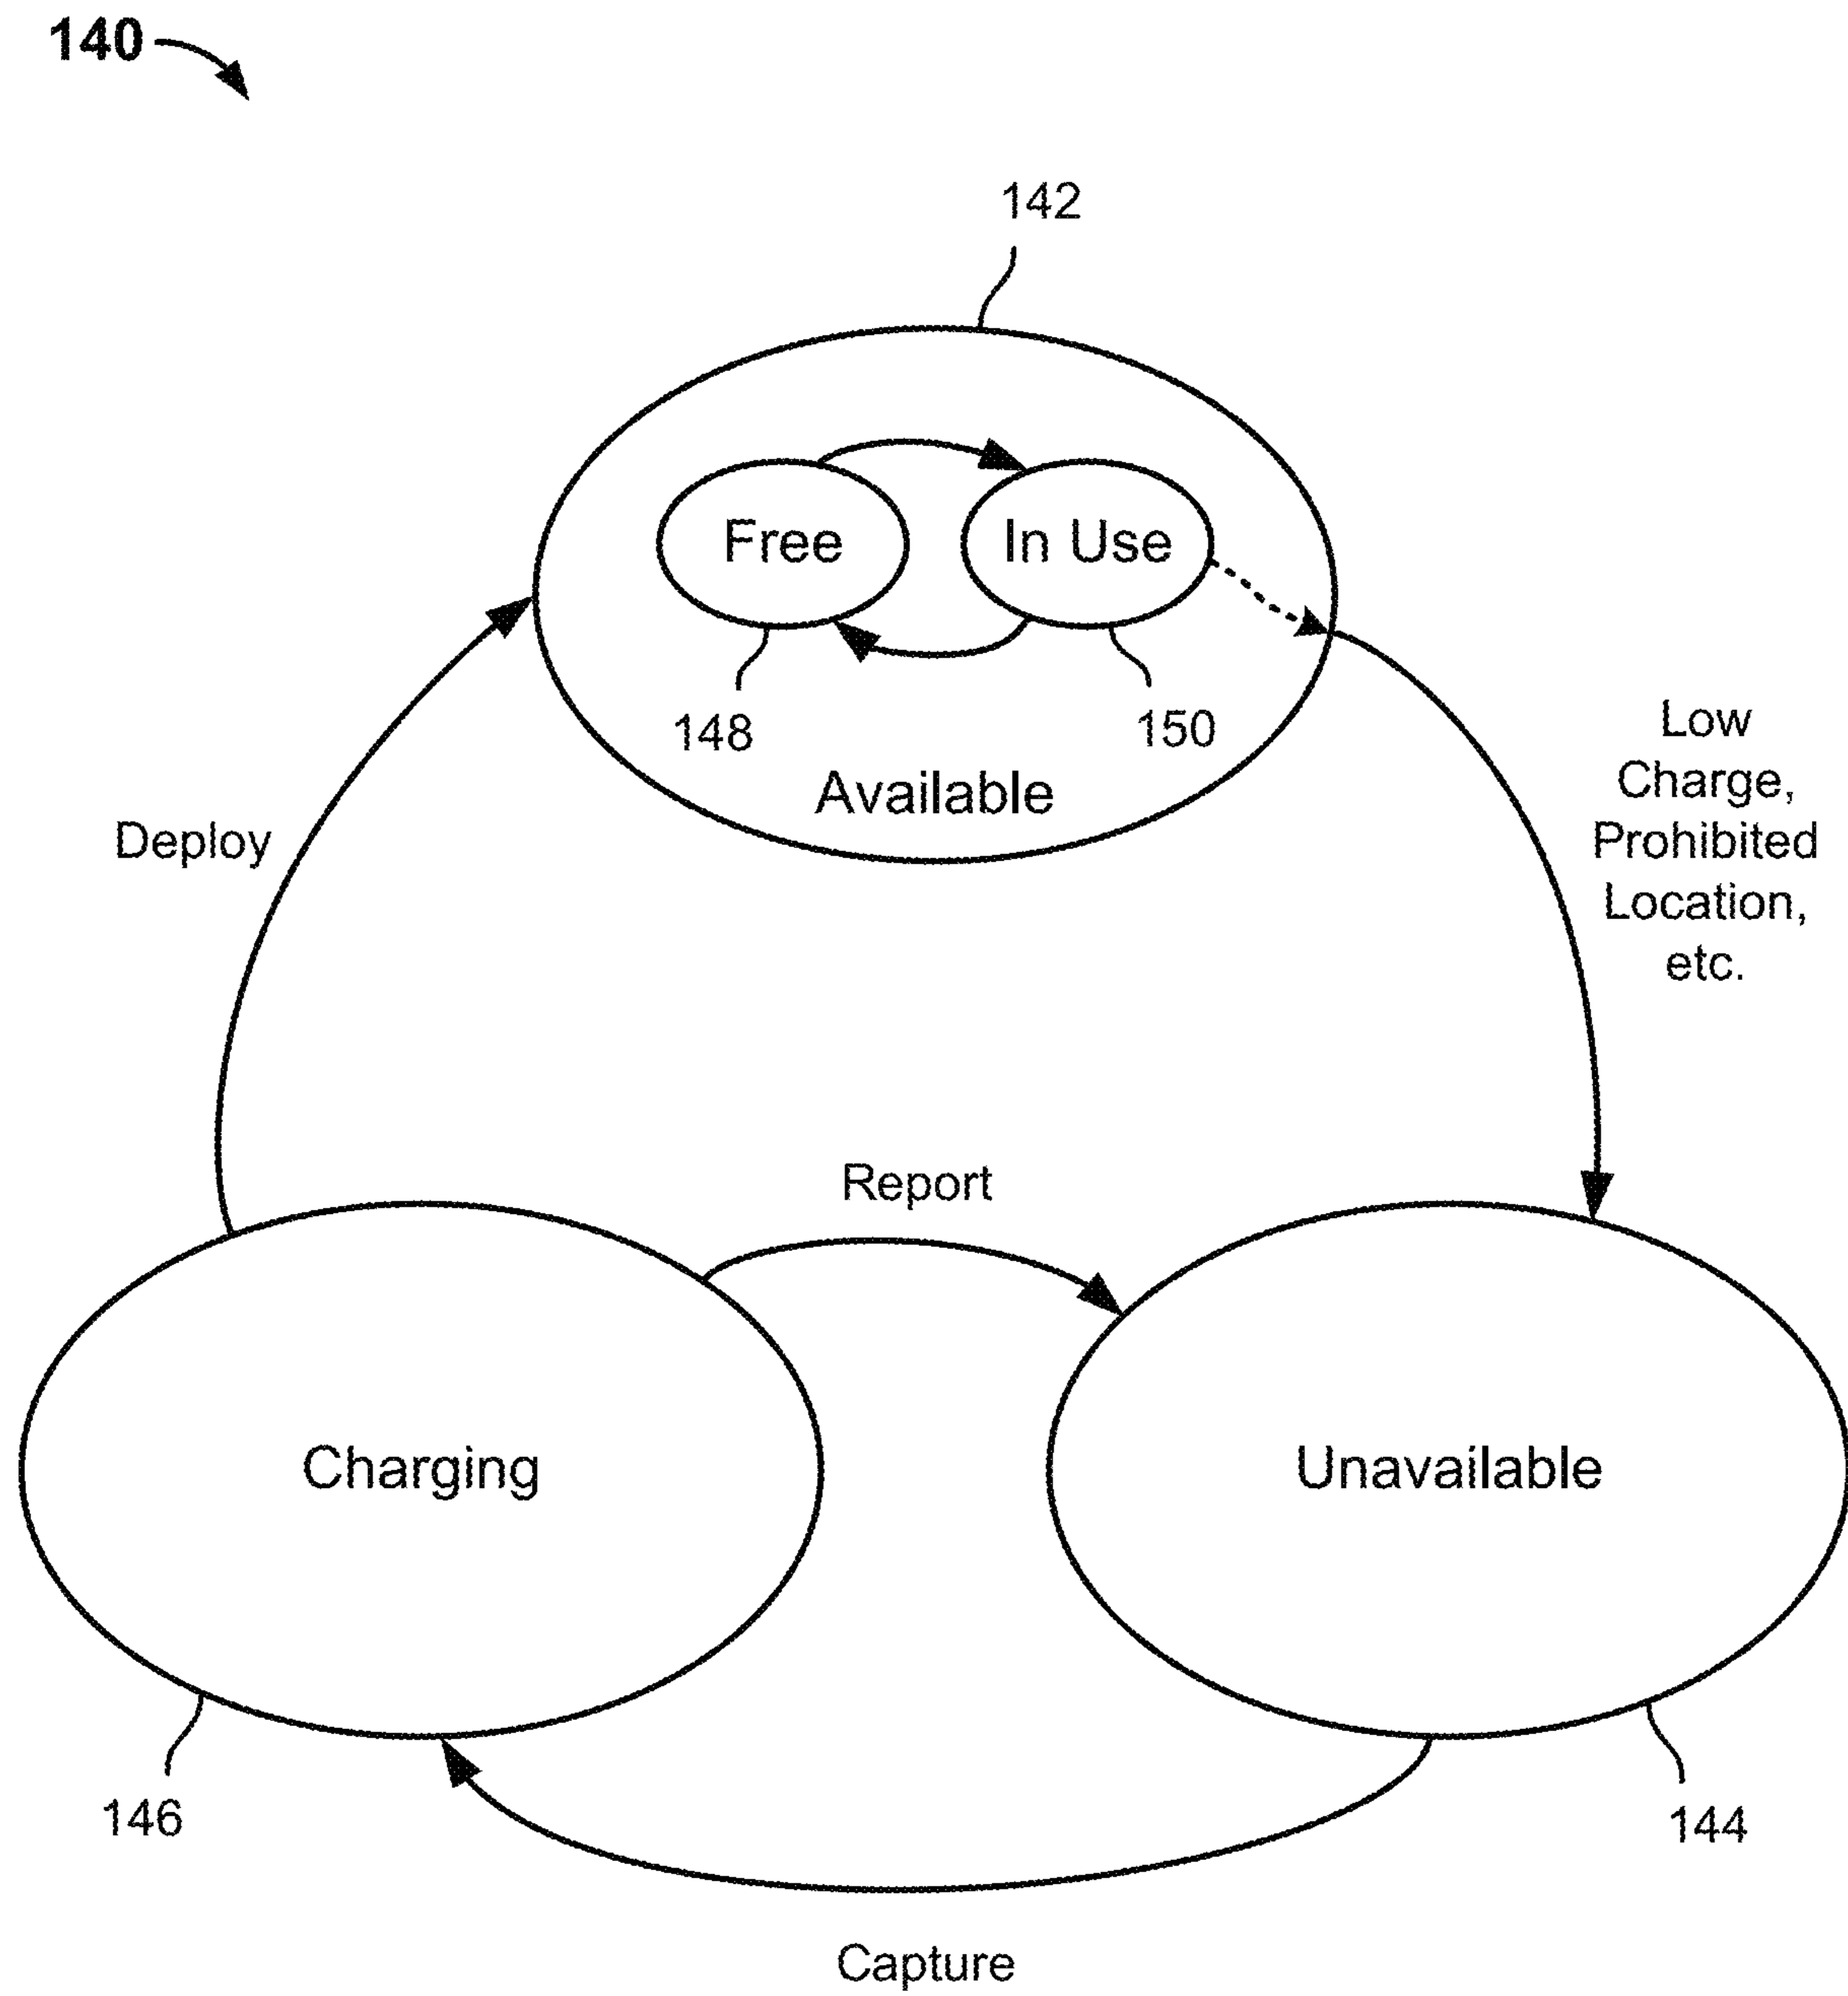 140
142
Free
In Use
148
150
Available
Low
Charge,
Prohibited
Location,
etc.
Deploy
Report
Charging
Unavailable
146
144
Capture